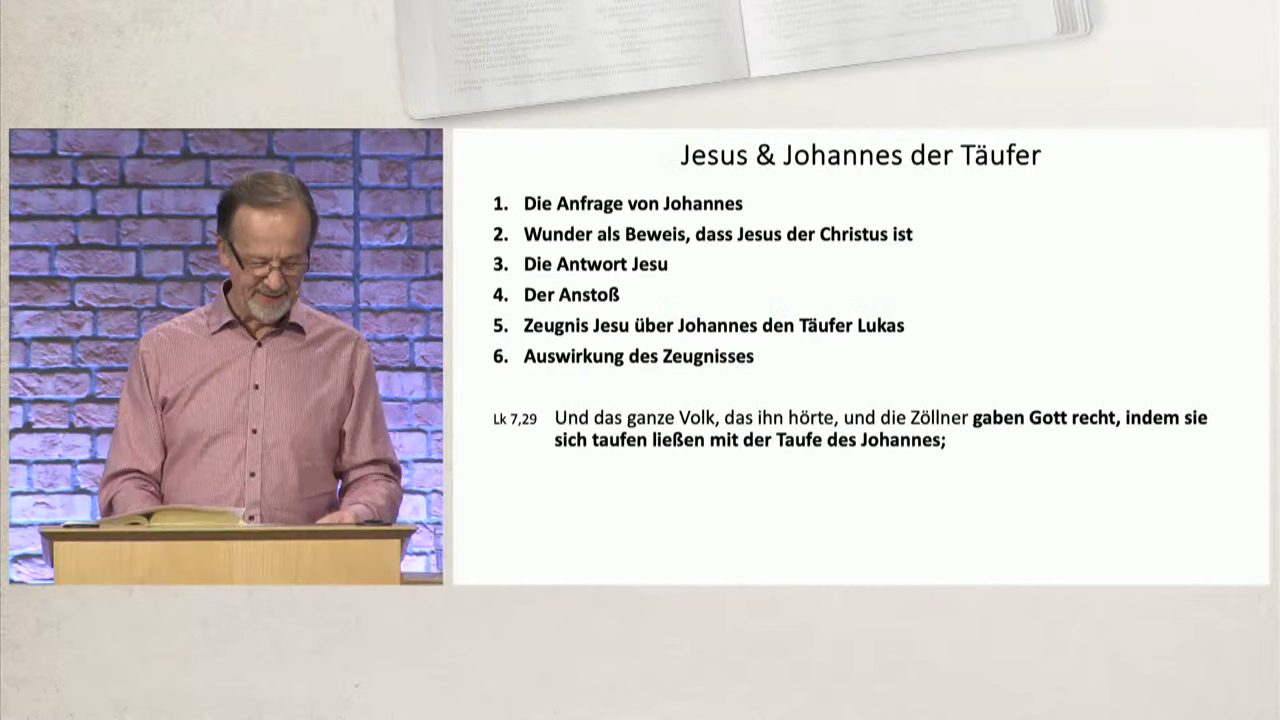 Jesus & Johannes der Täufer
1. Die Anfrage von Johannes
2. Wunder als Beweis, dass Jesus der Christus ist
3. Die Antwort Jesu
4. Der Anstoß
5. Zeugnis Jesu über Johannes den Täufer Lukas
6. Auswirkung des Zeugnisses
Lk 7,29 Und das ganze Volk, das ihn hörte, und die Zöllner gaben Gott recht, indem sie
sich taufen ließen mit der Taufe des Johannes;